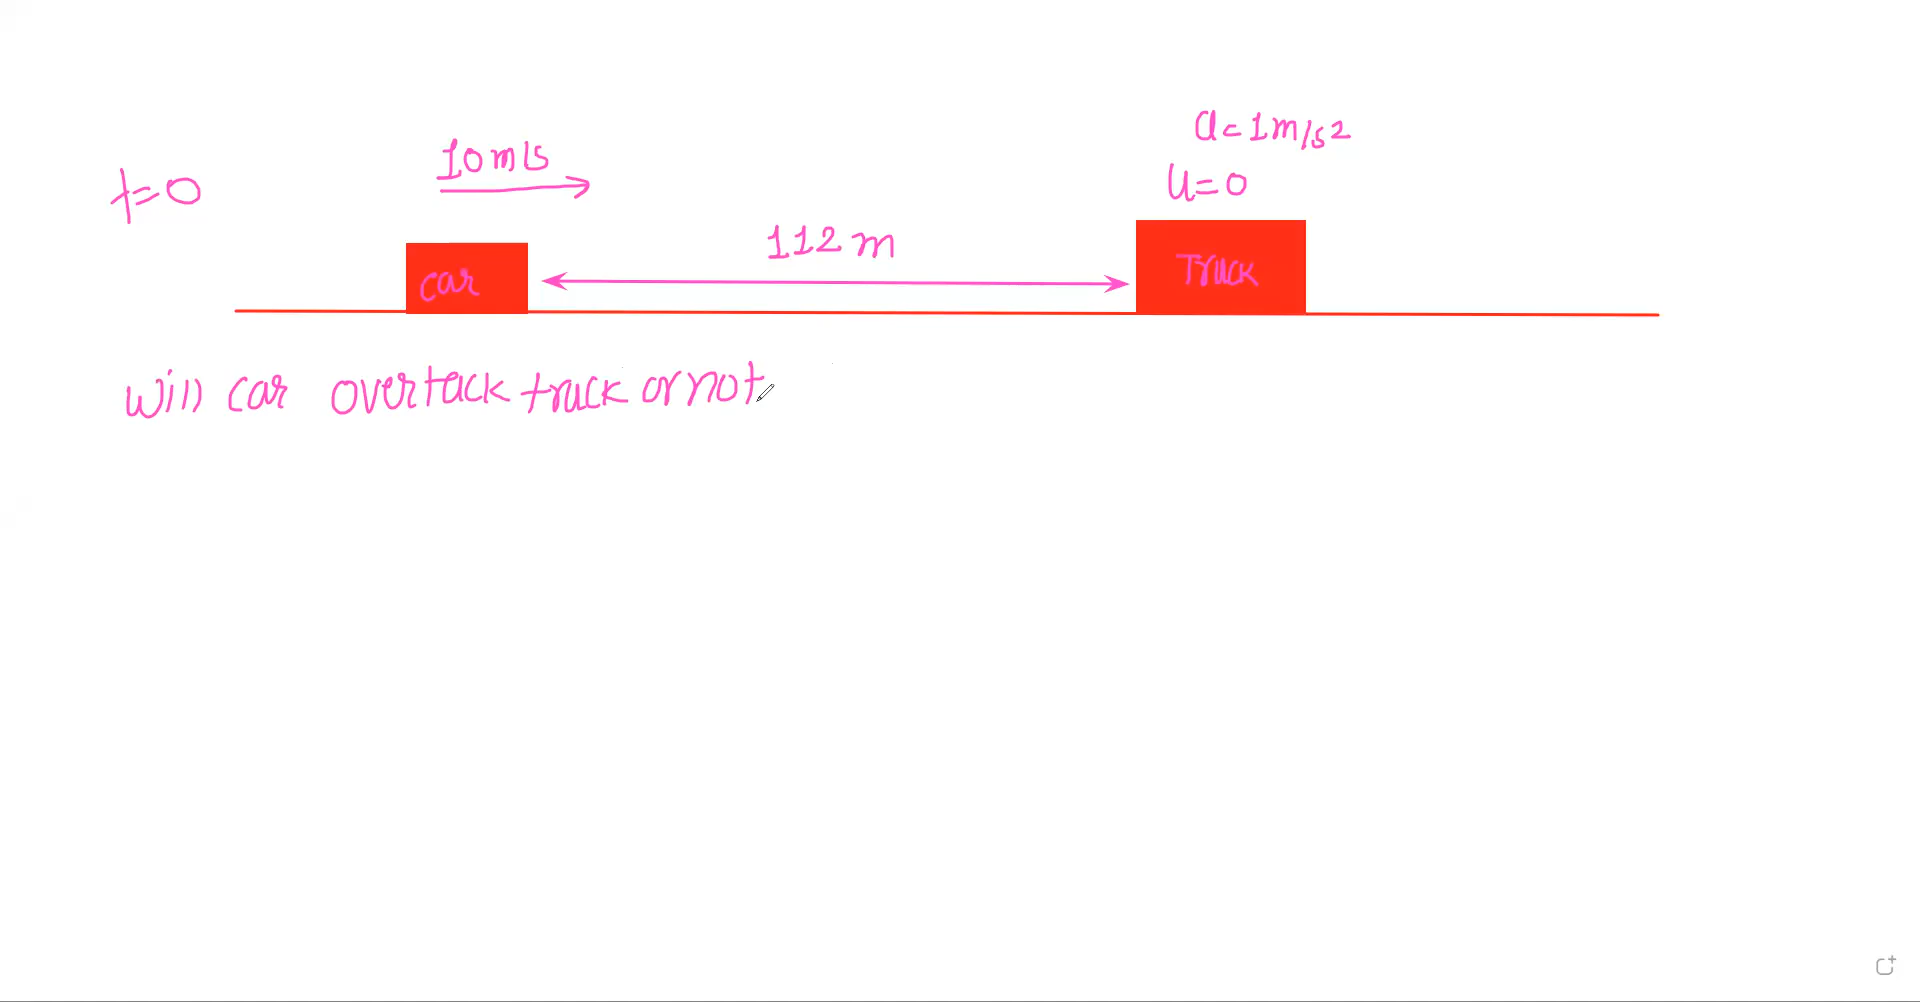 a=1m/s2
10m/s
t=0
u=0
112 m
car
Truck
will car overtack truck or not